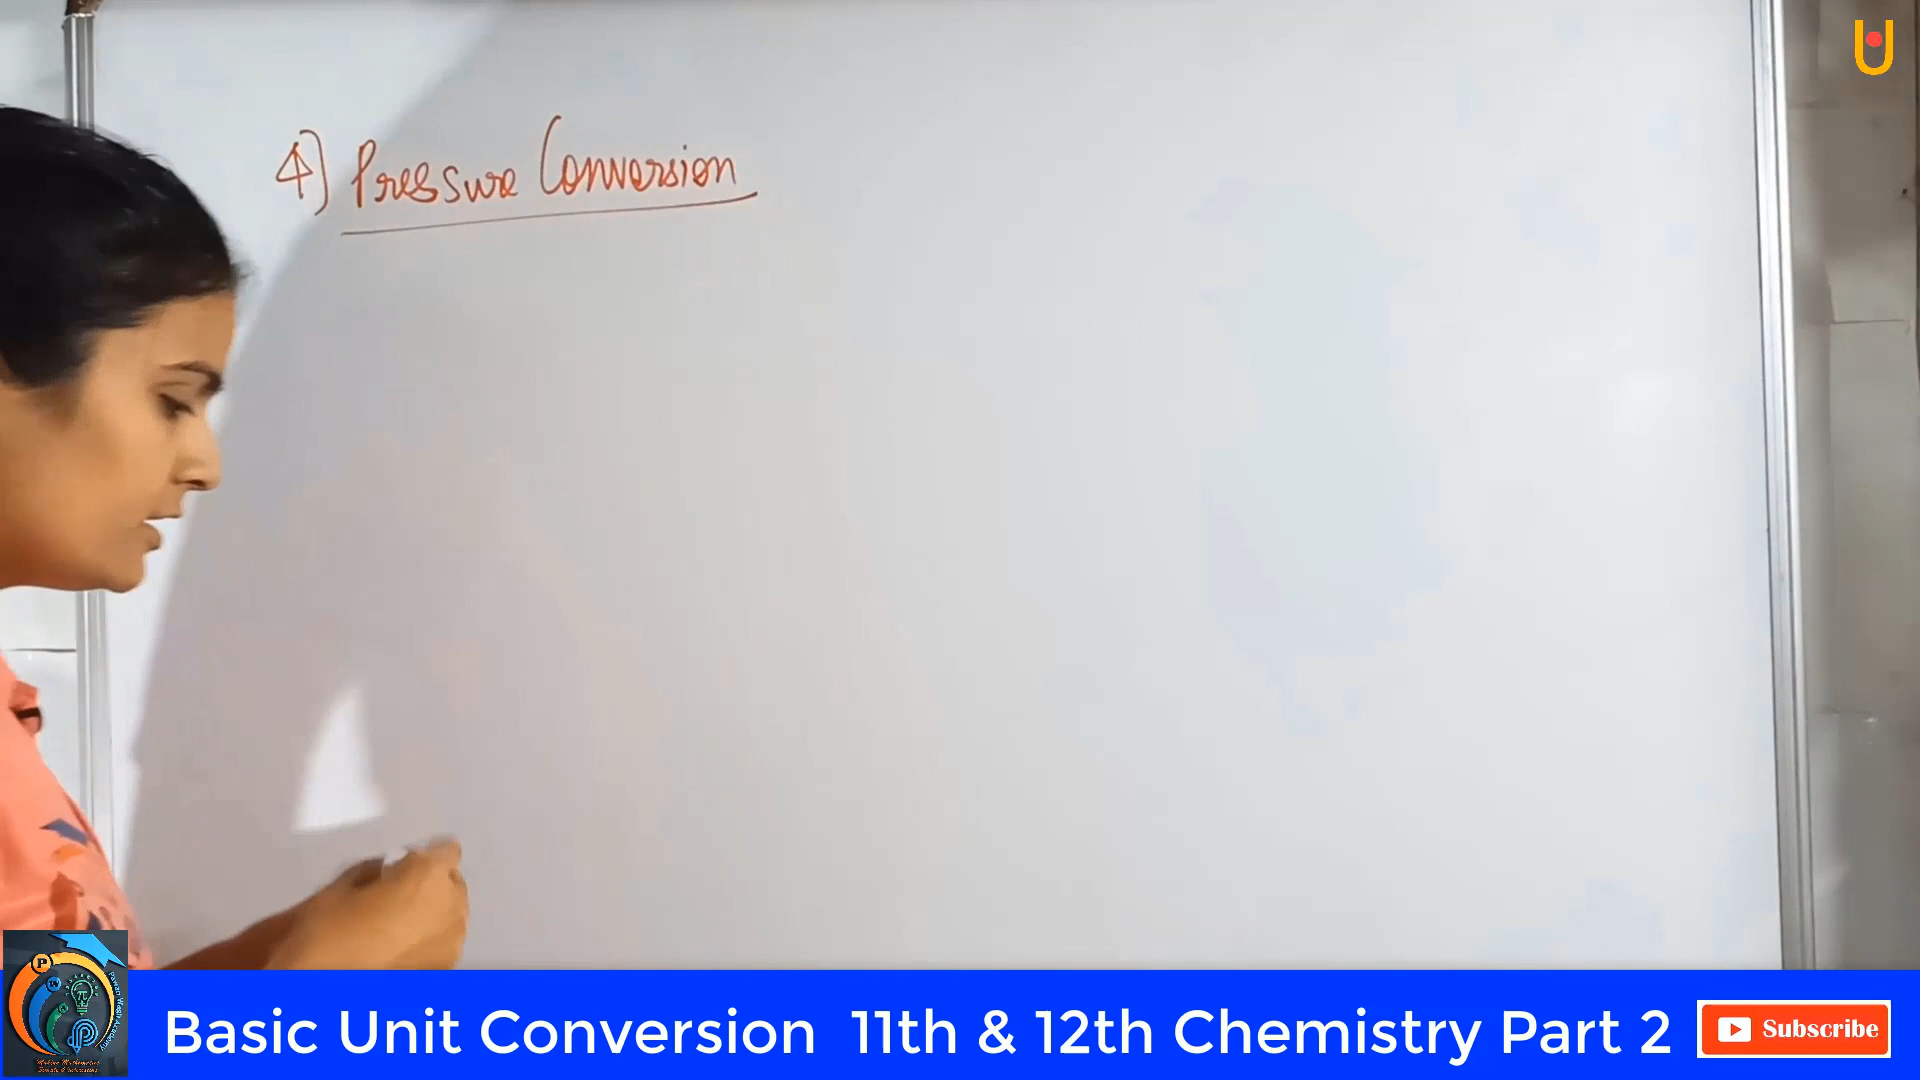 4) Pressure Conversion
Basic Unit Conversion 11th & 12th Chemistry Part 2
Subscribe